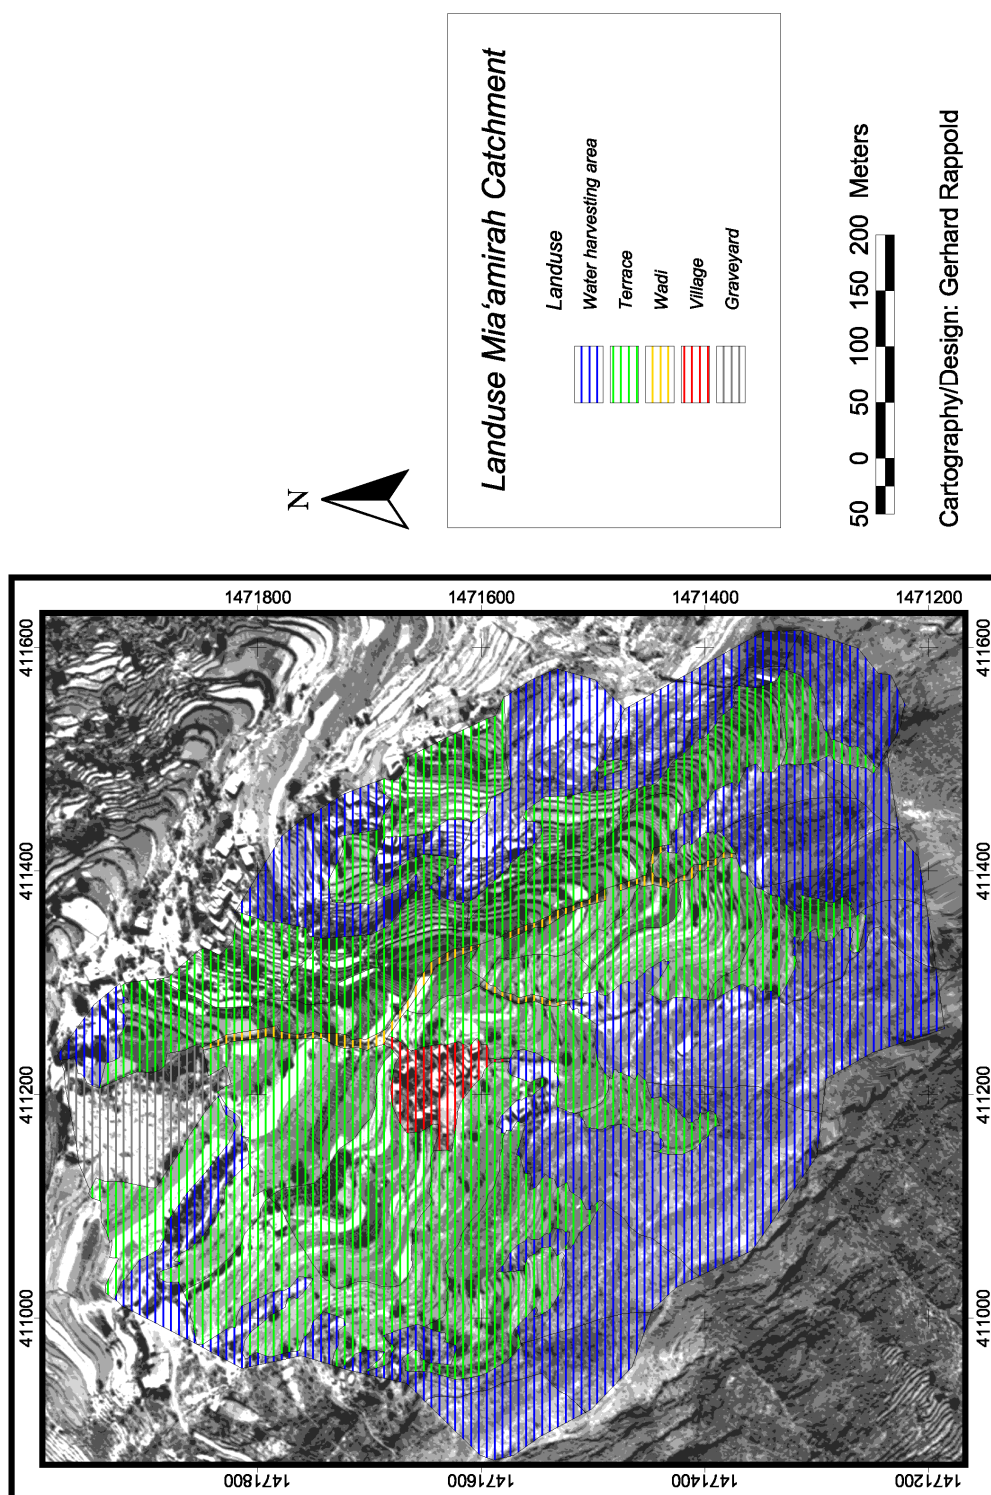 N
Landuse Mia‘amirah Catchment
Landuse
Water harvesting area
Terrace
Wadi
Village
Graveyard
50 0 50 100 150 200 Meters
Cartography/Design: Gerhard Rappold
1471800 1471600 1471400 1471200
411600
411400
411200
411000
411600
411400
411200
411000
1471800 1471600 1471400 1471200